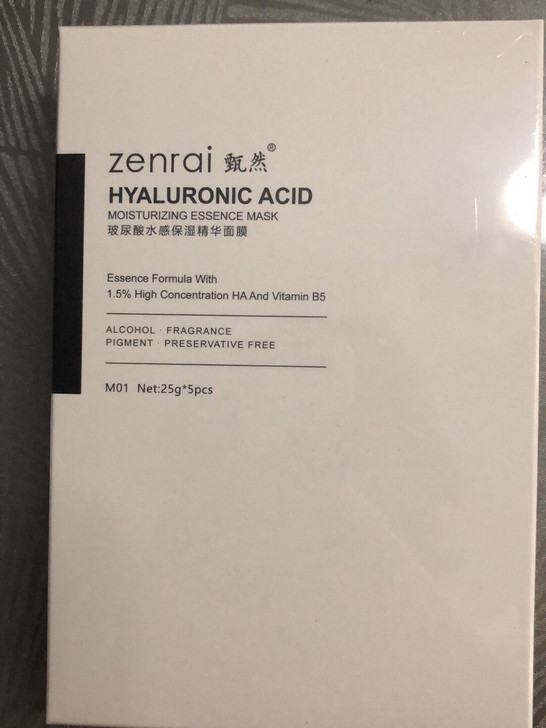 zenrai 甄然®
HYALURONIC ACID
MOISTURIZING ESSENCE MASK
玻尿酸水感保湿精华面膜
Essence Formula With
1.5% High Concentration HA And Vitamin B5
ALCOHOL · FRAGRANCE
PIGMENT · PRESERVATIVE FREE
M01 Net:25g*5pcs